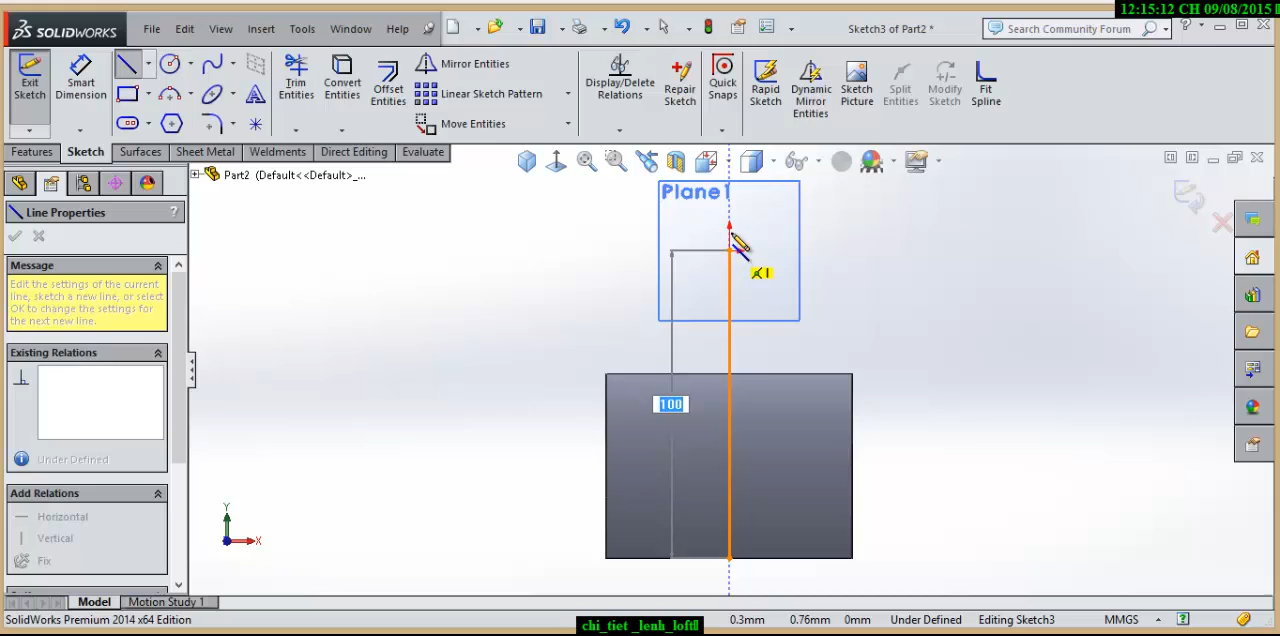 12:15:12 CH 09/08/2015
SOLIDWORKS
File Edit View Insert Tools Window Help
Sketch3 of Part2 *
Search Community Forum
?
Exit Sketch
Smart Dimension
Trim Entities
Convert Entities
Offset Entities
Mirror Entities
Linear Sketch Pattern
Move Entities
Display/Delete Relations
Repair Sketch
Quick Snaps
Rapid Sketch
Dynamic Mirror Entities
Sketch Picture
Split Entities
Modify Sketch
Fit Spline
Features Sketch Surfaces Sheet Metal Weldments Direct Editing Evaluate
Part2 (Default<<Default>_...
Line Properties ?
Message
Edit the settings of the current
line, sketch a new line, or select
OK to change the settings for
the next new line.
Existing Relations
Under Defined
Add Relations
Horizontal
Vertical
Fix
Plane1
100
Y
X
Model Motion Study 1
SolidWorks Premium 2014 x64 Edition
chi_tiet _lenh_loft
0.3mm 0.76mm 0mm Under Defined Editing Sketch3 MMGS ?